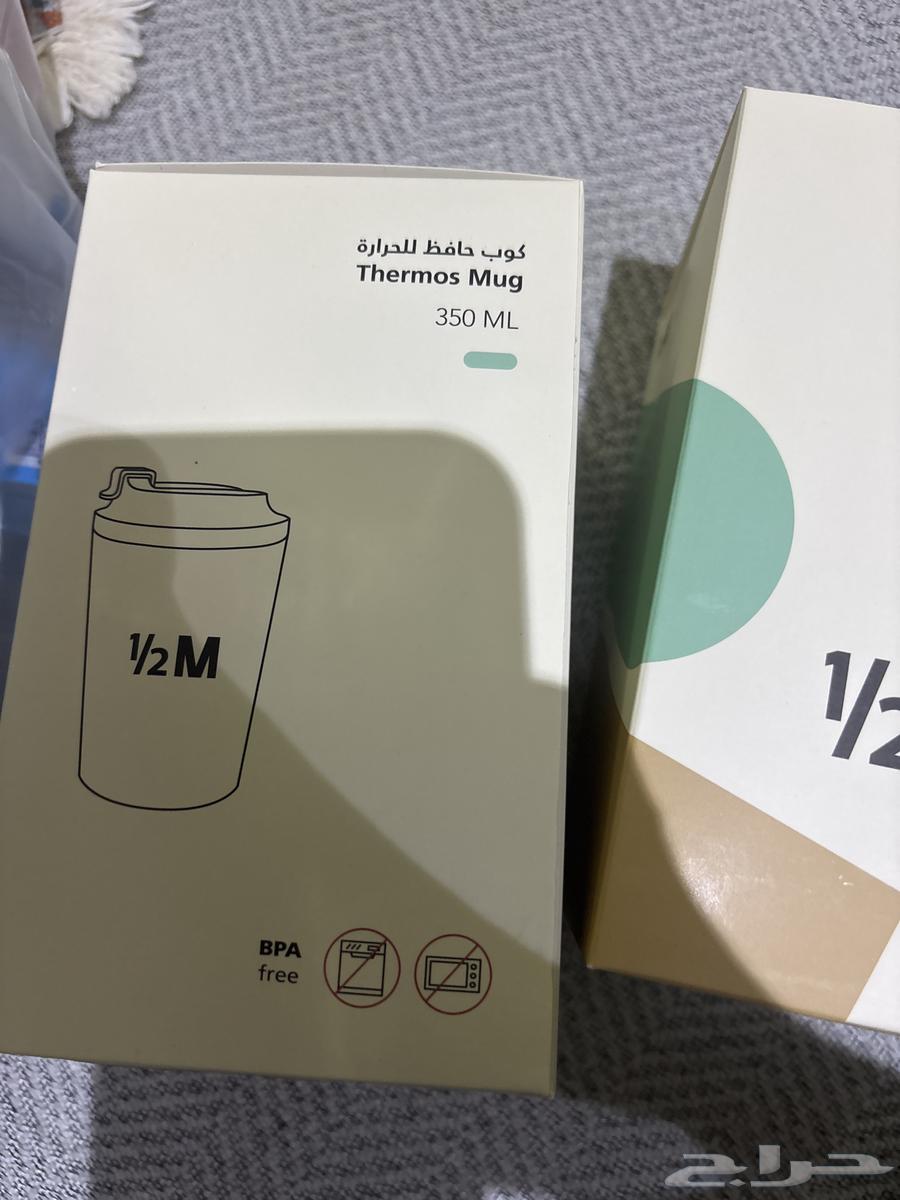 كوب حافظ للحرارة
Thermos Mug
350 ML
½M
BPA
free
½
حراج